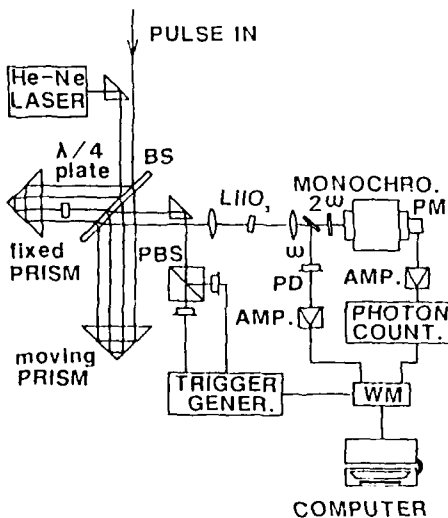 PULSE IN
He-Ne
LASER
λ/4
plate
BS
LiIO3
2ω
MONOCHRO.
PM
fixed
PRISM
PBS
ω
PD
AMP.
AMP.
PHOTON
COUNT.
moving
PRISM
TRIGGER
GENER.
WM
COMPUTER